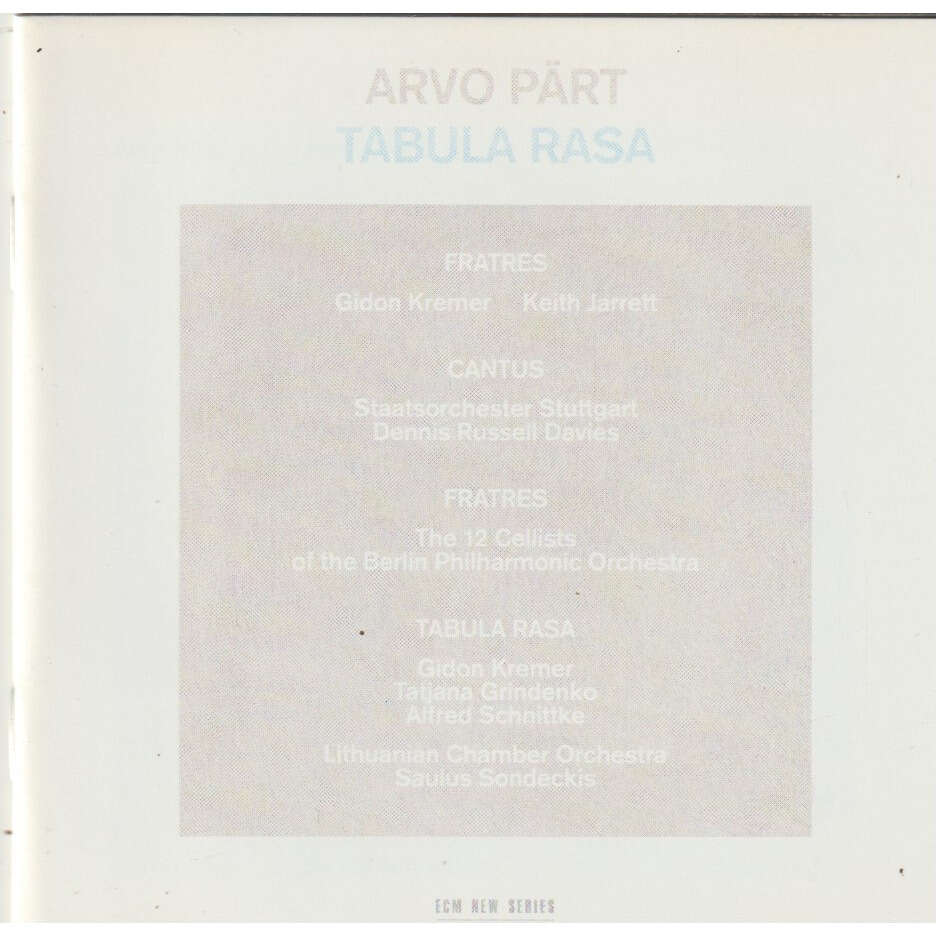 ARVO PÄRT
TABULA RASA
FRATRES
Gidon Kremer Keith Jarrett
CANTUS
Staatsorchester Stuttgart
Dennis Russell Davies
FRATRES
The 12 Cellists
of the Berlin Philharmonic Orchestra
TABULA RASA
Gidon Kremer
Tatjana Grindenko
Alfred Schnittke
Lithuanian Chamber Orchestra
Saulus Sondeckis
ECM NEW SERIES